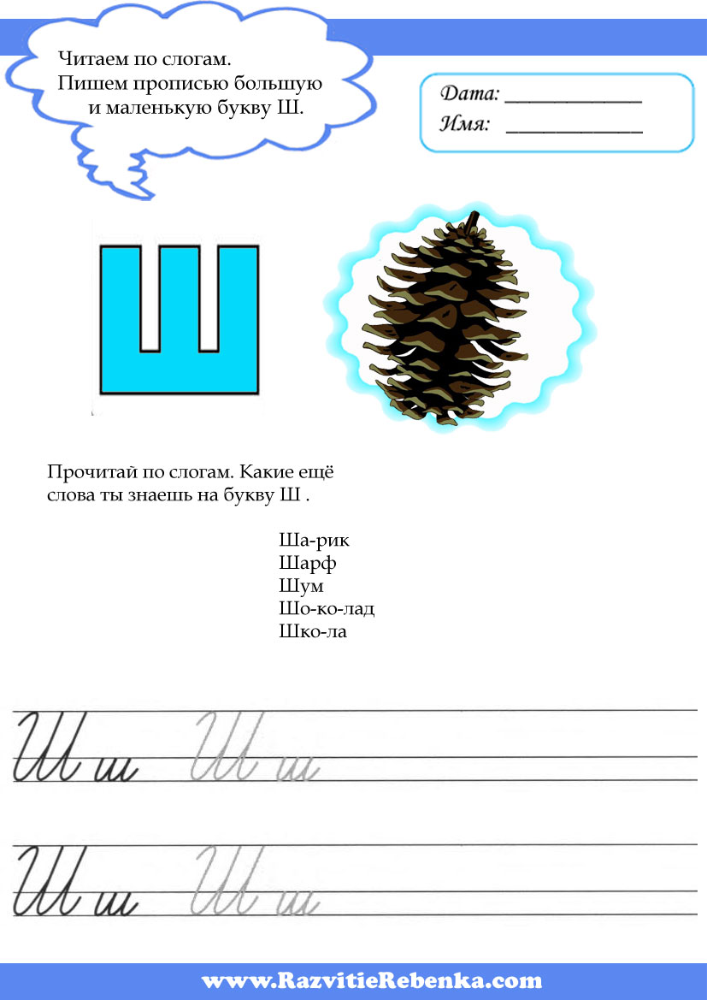 Читаем по слогам.
Пишем прописью большую
и маленькую букву Ш.
Дата: ____________
Имя: ____________
Ш
Прочитай по слогам. Какие ещё
слова ты знаешь на букву Ш .
Ша-рик
Шарф
Шум
Шо-ко-лад
Шко-ла
Ш ш Ш ш
Ш ш Ш ш
www.RazvitieRebenka.com